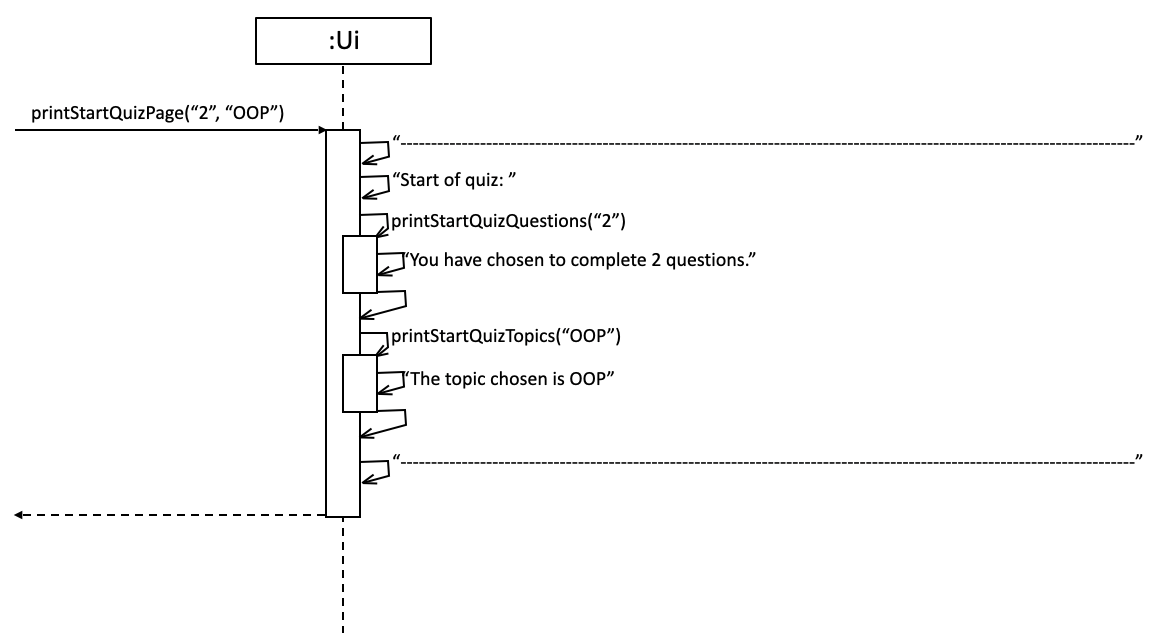 :Ui
printStartQuizPage(“2”, “OOP”)
“-----------------------------------------------------------------------------------------------------------------------------------------------------”
“Start of quiz: ”
printStartQuizQuestions(“2”)
“You have chosen to complete 2 questions.”
printStartQuizTopics(“OOP”)
“The topic chosen is OOP”
“-----------------------------------------------------------------------------------------------------------------------------------------------------”